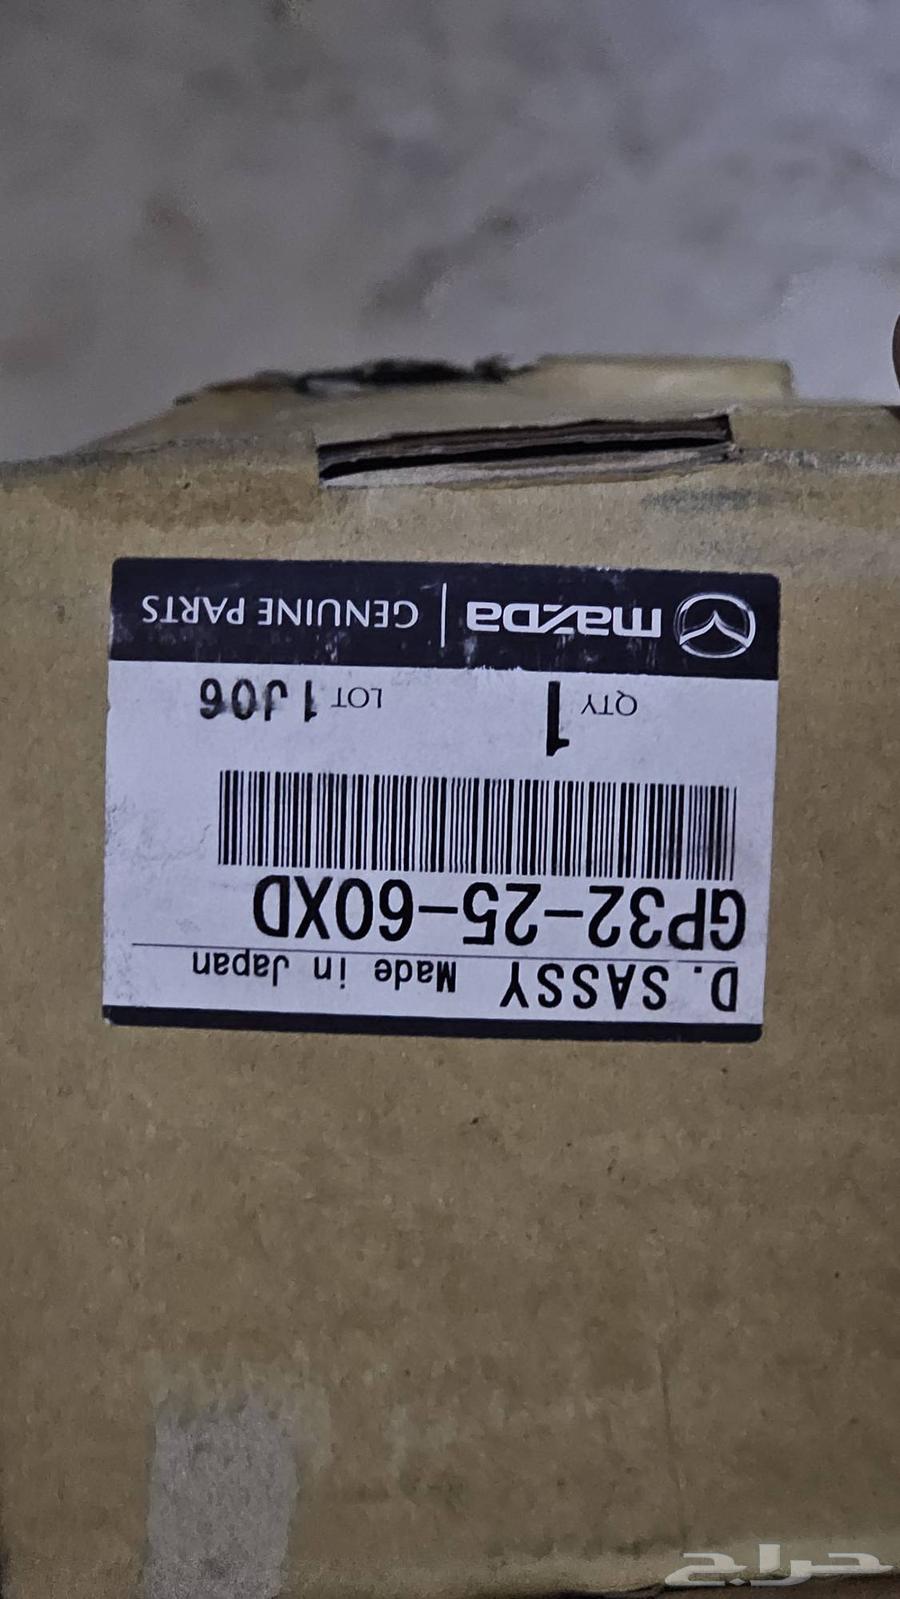 mazda GENUINE PARTS
QTY 1 LOT 1J06
GP32-25-60XD
D. SASSY Made in Japan
حراج